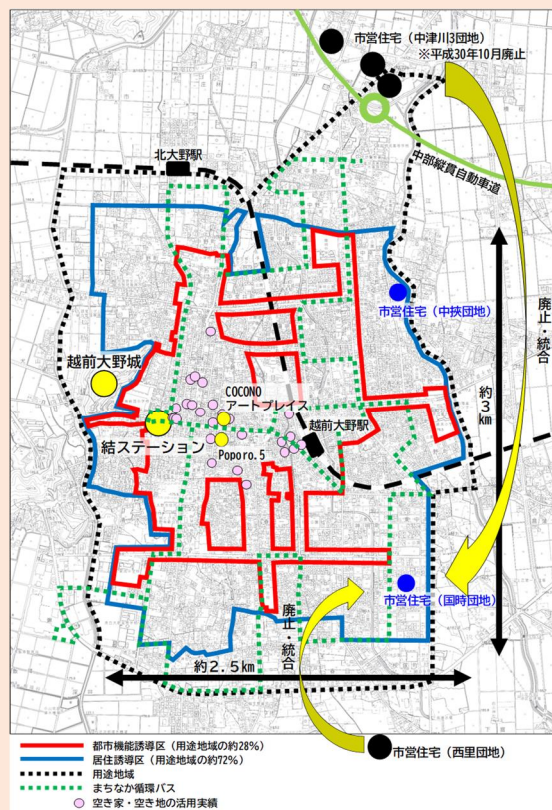 市営住宅（中津川3団地）
※平成30年10月廃止
北大野駅
中部縦貫自動車道
市営住宅（中挾団地）
廃止・統合
越前大野城
COCONO
アートプレイス
約3km
越前大野駅
結ステーション
Poporo.5
市営住宅（国時団地）
廃止・統合
約2.5km
市営住宅（西里団地）
都市機能誘導区（用途地域の約28%）
居住誘導区（用途地域の約72%）
用途地域
まちなか循環バス
空き家・空き地の活用実績